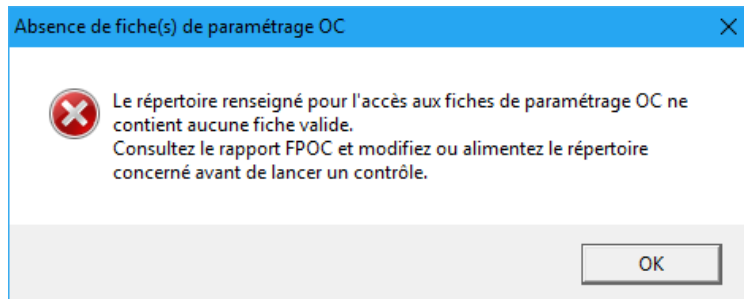 Absence de fiche(s) de paramétrage OC
Le répertoire renseigné pour l'accès aux fiches de paramétrage OC ne
contient aucune fiche valide.
Consultez le rapport FPOC et modifiez ou alimentez le répertoire
concerné avant de lancer un contrôle.
OK